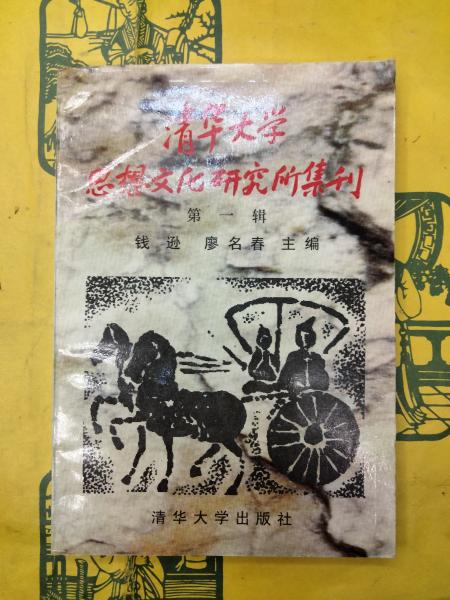 清华大学
思想文化研究所集刊
第一辑
钱逊 廖名春 主编
清华大学出版社